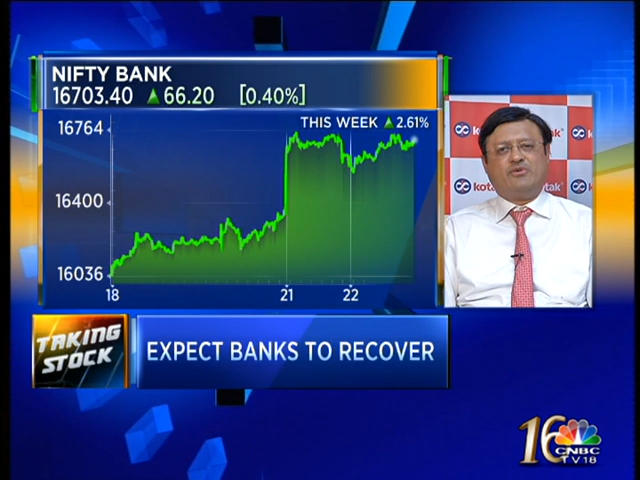 NIFTY BANK
16703.40 ▲ 66.20 [0.40%]
THIS WEEK ▲ 2.61%
16764
16400
16036
18 21 22
kotak
kotak
TAKING
STOCK
EXPECT BANKS TO RECOVER
16
CNBC
TV18